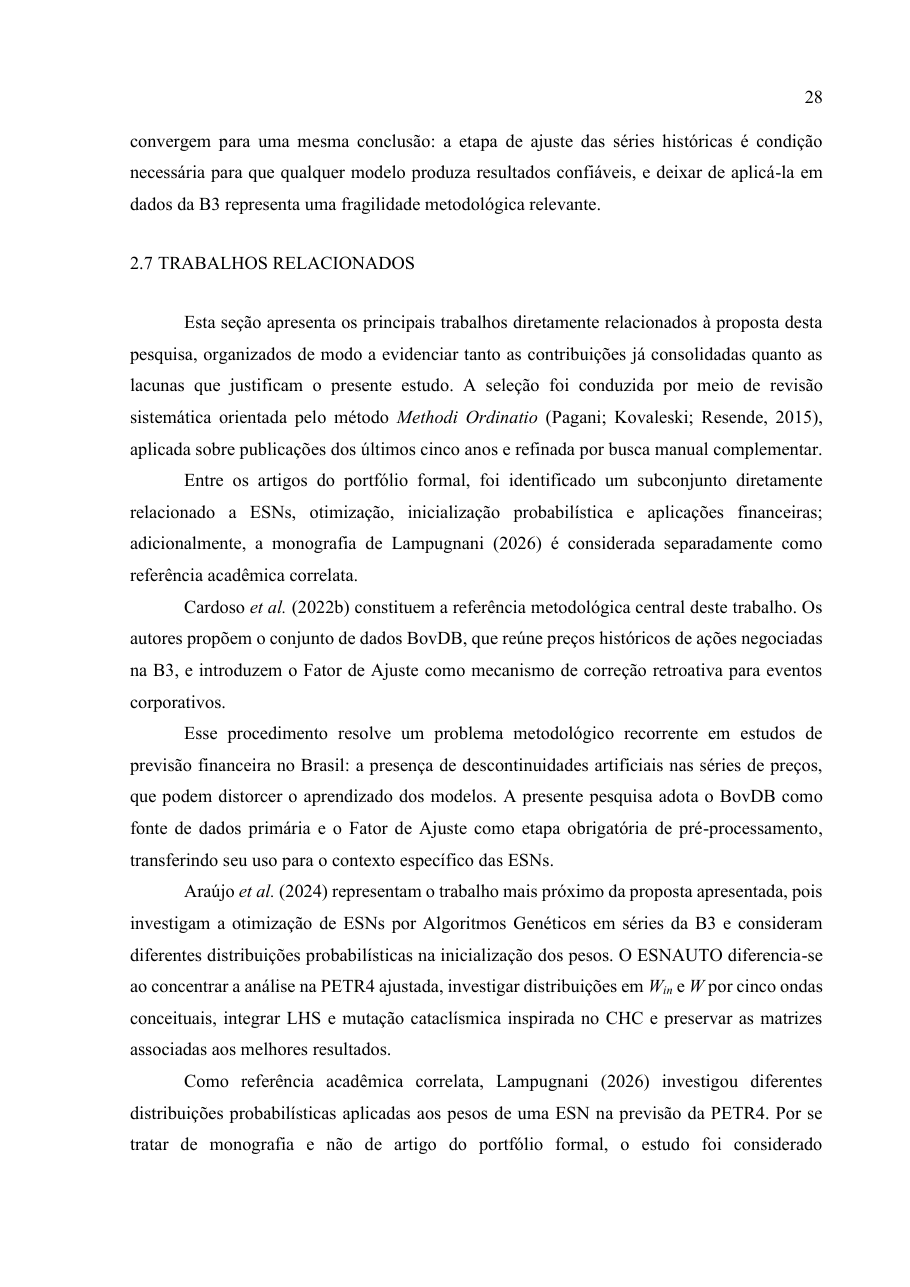 28
convergem para uma mesma conclusão: a etapa de ajuste das séries históricas é condição
necessária para que qualquer modelo produza resultados confiáveis, e deixar de aplicá-la em
dados da B3 representa uma fragilidade metodológica relevante.
2.7 TRABALHOS RELACIONADOS
Esta seção apresenta os principais trabalhos diretamente relacionados à proposta desta
pesquisa, organizados de modo a evidenciar tanto as contribuições já consolidadas quanto as
lacunas que justificam o presente estudo. A seleção foi conduzida por meio de revisão
sistemática orientada pelo método Methodi Ordinatio (Pagani; Kovaleski; Resende, 2015),
aplicada sobre publicações dos últimos cinco anos e refinada por busca manual complementar.
Entre os artigos do portfólio formal, foi identificado um subconjunto diretamente
relacionado a ESNs, otimização, inicialização probabilística e aplicações financeiras;
adicionalmente, a monografia de Lampugnani (2026) é considerada separadamente como
referência acadêmica correlata.
Cardoso et al. (2022b) constituem a referência metodológica central deste trabalho. Os
autores propõem o conjunto de dados BovDB, que reúne preços históricos de ações negociadas
na B3, e introduzem o Fator de Ajuste como mecanismo de correção retroativa para eventos
corporativos.
Esse procedimento resolve um problema metodológico recorrente em estudos de
previsão financeira no Brasil: a presença de descontinuidades artificiais nas séries de preços,
que podem distorcer o aprendizado dos modelos. A presente pesquisa adota o BovDB como
fonte de dados primária e o Fator de Ajuste como etapa obrigatória de pré-processamento,
transferindo seu uso para o contexto específico das ESNs.
Araújo et al. (2024) representam o trabalho mais próximo da proposta apresentada, pois
investigam a otimização de ESNs por Algoritmos Genéticos em séries da B3 e consideram
diferentes distribuições probabilísticas na inicialização dos pesos. O ESNAUTO diferencia-se
ao concentrar a análise na PETR4 ajustada, investigar distribuições em Win e W por cinco ondas
conceituais, integrar LHS e mutação cataclísmica inspirada no CHC e preservar as matrizes
associadas aos melhores resultados.
Como referência acadêmica correlata, Lampugnani (2026) investigou diferentes
distribuições probabilísticas aplicadas aos pesos de uma ESN na previsão da PETR4. Por se
tratar de monografia e não de artigo do portfólio formal, o estudo foi considerado